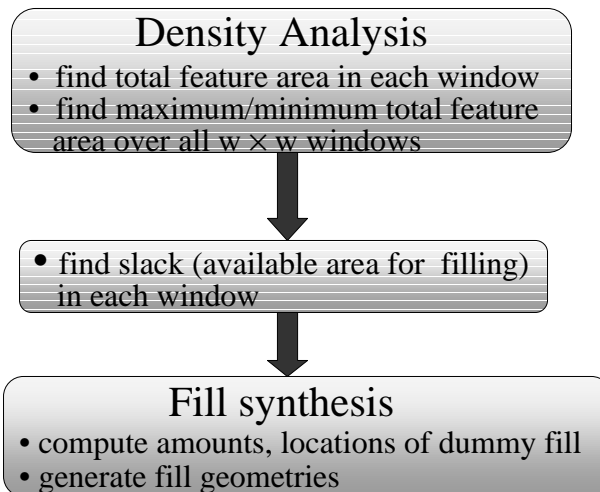 Density Analysis
• find total feature area in each window
• find maximum/minimum total feature
area over all w × w windows
• find slack (available area for filling)
in each window
Fill synthesis
• compute amounts, locations of dummy fill
• generate fill geometries